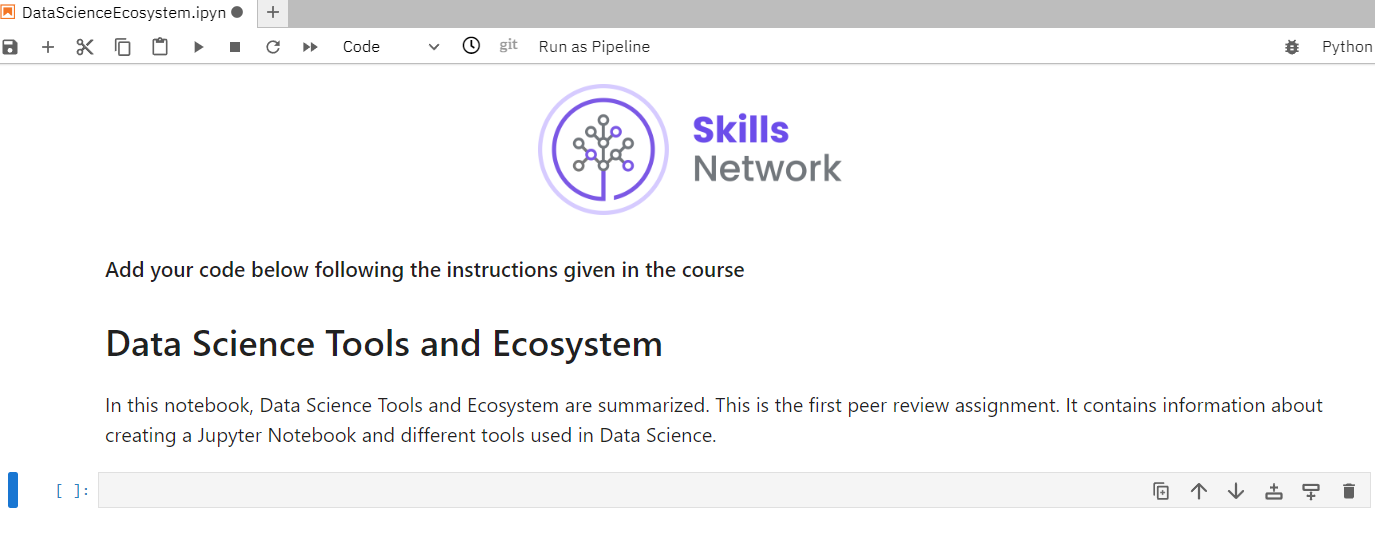 DataScienceEcosystem.ipyn
Code git Run as Pipeline Python
Skills
Network
Add your code below following the instructions given in the course
Data Science Tools and Ecosystem
In this notebook, Data Science Tools and Ecosystem are summarized. This is the first peer review assignment. It contains information about
creating a Jupyter Notebook and different tools used in Data Science.
[ ]: